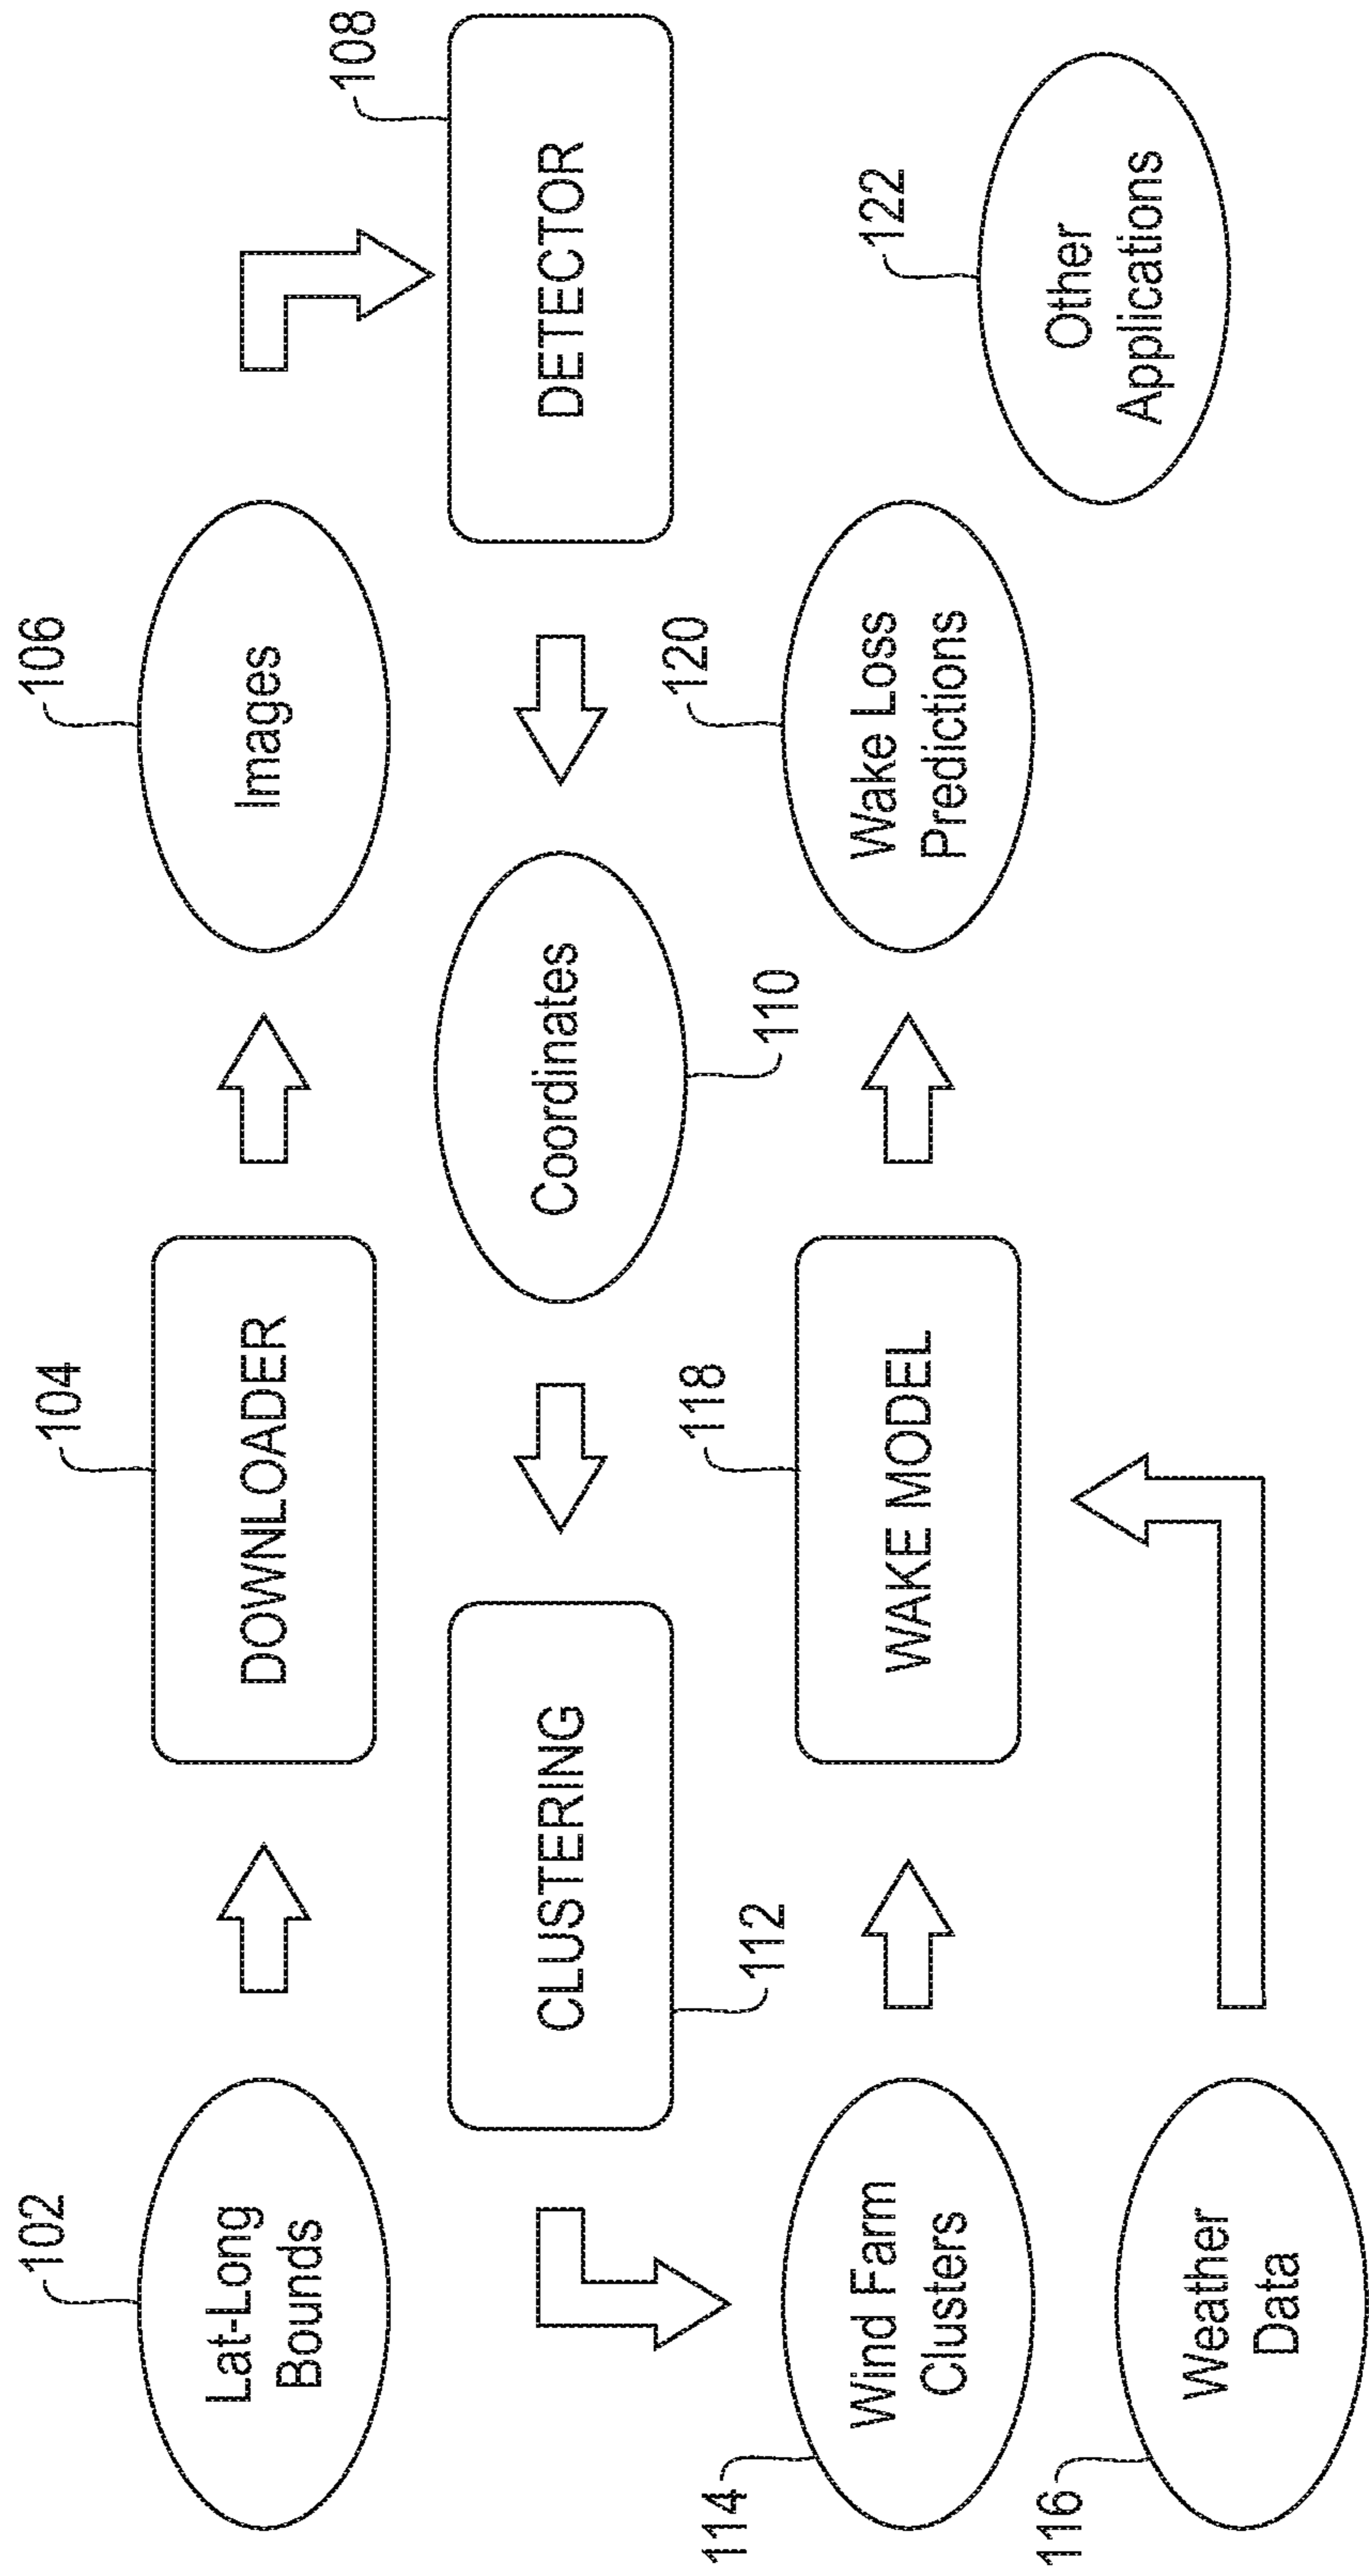 102
Lat-Long
Bounds
104
DOWNLOADER
106
Images
108
DETECTOR
Coordinates
110
CLUSTERING
112
114
Wind Farm
Clusters
118
WAKE MODEL
120
Wake Loss
Predictions
122
Other
Applications
116
Weather
Data